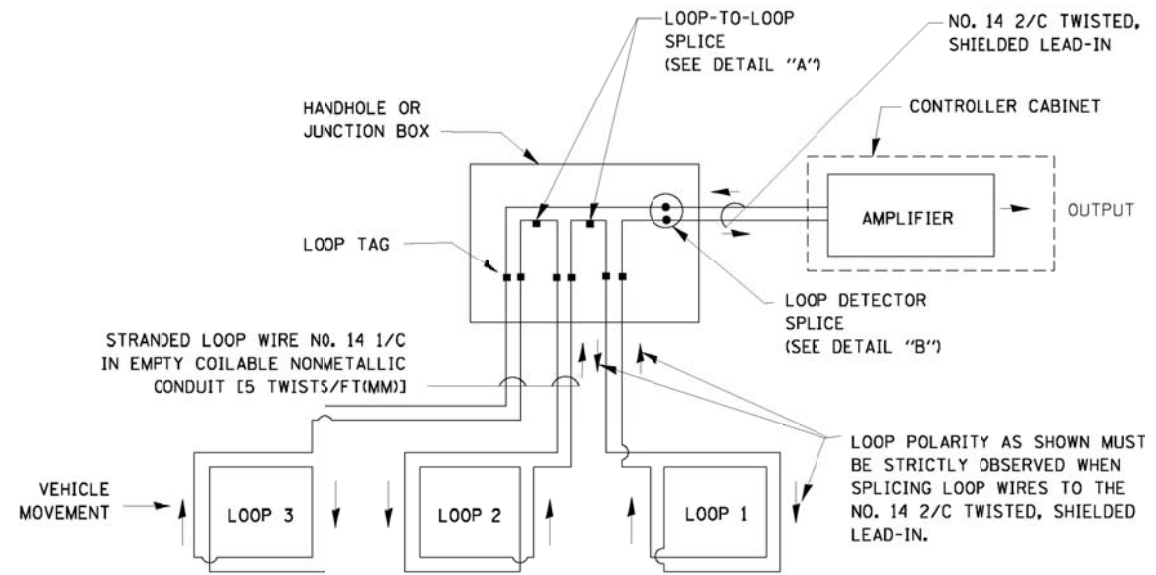 LOOP-TO-LOOP
SPLICE
(SEE DETAIL "A")
NO. 14 2/C TWISTED,
SHIELDED LEAD-IN
HANDHOLE OR
JUNCTION BOX
CONTROLLER CABINET
AMPLIFIER
OUTPUT
LOOP TAG
LOOP DETECTOR
SPLICE
(SEE DETAIL "B")
STRANDED LOOP WIRE NO. 14 1/C
IN EMPTY COILABLE NONMETALLIC
CONDUIT [5 TWISTS/FT(MM)]
LOOP POLARITY AS SHOWN MUST
BE STRICTLY OBSERVED WHEN
SPLICING LOOP WIRES TO THE
NO. 14 2/C TWISTED, SHIELDED
LEAD-IN.
VEHICLE
MOVEMENT
LOOP 3
LOOP 2
LOOP 1